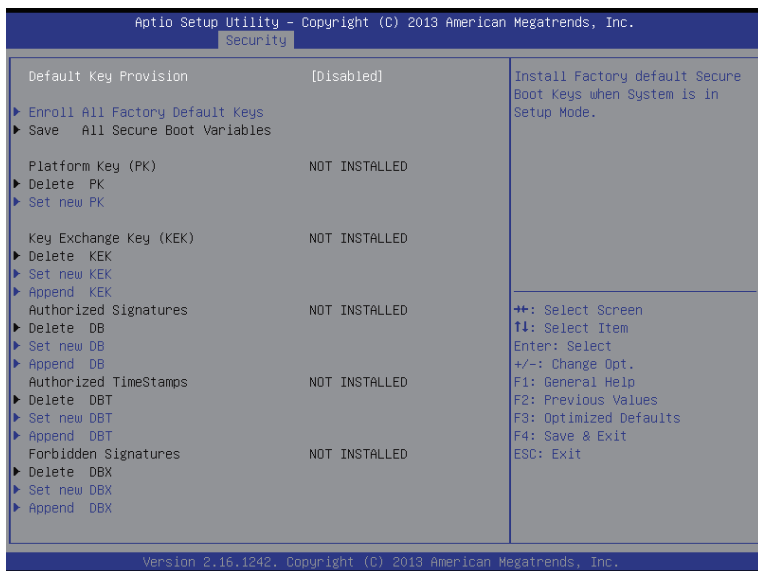 Aptio Setup Utility – Copyright (C) 2013 American Megatrends, Inc.
Security
Default Key Provision [Disabled]
▶ Enroll All Factory Default Keys
▶ Save All Secure Boot Variables
Platform Key (PK) NOT INSTALLED
▶ Delete PK
▶ Set new PK
Key Exchange Key (KEK) NOT INSTALLED
▶ Delete KEK
▶ Set new KEK
▶ Append KEK
Authorized Signatures NOT INSTALLED
▶ Delete DB
▶ Set new DB
▶ Append DB
Authorized TimeStamps NOT INSTALLED
▶ Delete DBT
▶ Set new DBT
▶ Append DBT
Forbidden Signatures NOT INSTALLED
▶ Delete DBX
▶ Set new DBX
▶ Append DBX
Install Factory default Secure
Boot Keys when System is in
Setup Mode.
→←: Select Screen
↑↓: Select Item
Enter: Select
+/-: Change Opt.
F1: General Help
F2: Previous Values
F3: Optimized Defaults
F4: Save & Exit
ESC: Exit
Version 2.16.1242. Copyright (C) 2013 American Megatrends, Inc.